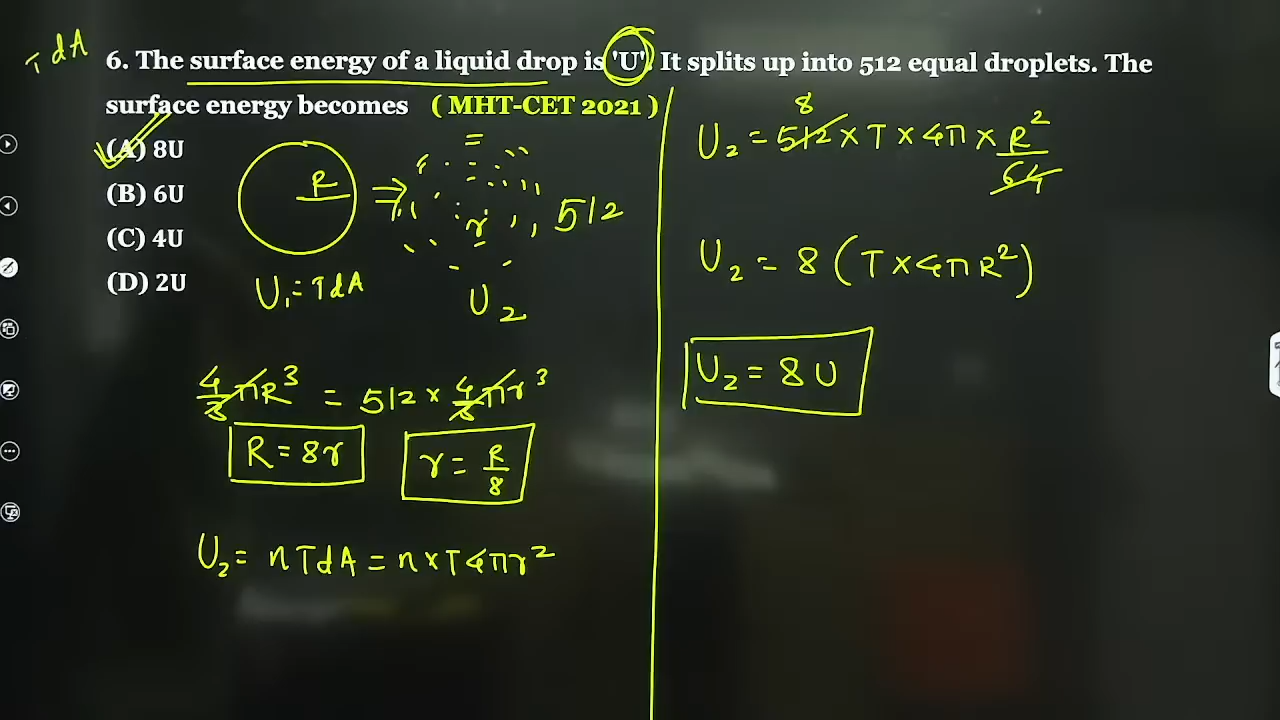 T dA
6. The surface energy of a liquid drop is 'U'. It splits up into 512 equal droplets. The
surface energy becomes ( MHT-CET 2021 )
(A) 8U
(B) 6U
(C) 4U
(D) 2U
R
r
512
U₁ = TdA
U₂
4/3 πR³ = 512 × 4/3 πr³
R = 8r
r = R/8
U₂ = nTdA = n×T4πr²
8
U₂ = 512 × T × 4π × R²/64
U₂ = 8 (T×4πR²)
U₂ = 8U